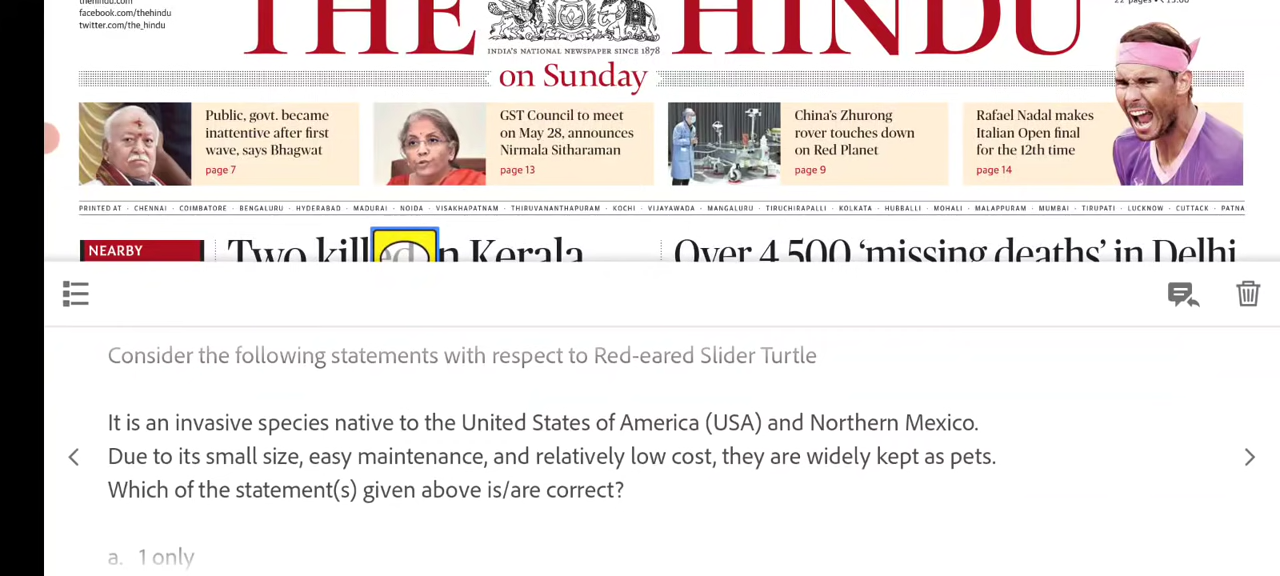 facebook.com/thehindu
twitter.com/the_hindu
THE HINDU
INDIA'S NATIONAL NEWSPAPER SINCE 1878
on Sunday
Public, govt. became
inattentive after first
wave, says Bhagwat
page 7
GST Council to meet
on May 28, announces
Nirmala Sitharaman
page 13
China's Zhurong
rover touches down
on Red Planet
page 9
Rafael Nadal makes
Italian Open final
for the 12th time
page 14
PRINTED AT · CHENNAI · COIMBATORE · BENGALURU · HYDERABAD · MADURAI · NOIDA · VISAKHAPATNAM · THIRUVANANTHAPURAM · KOCHI · VIJAYAWADA · MANGALURU · TIRUCHIRAPALLI · KOLKATA · HUBBALLI · MOHALI · MALAPPURAM · MUMBAI · TIRUPATI · LUCKNOW · CUTTACK · PATNA
NEARBY
Two killed in Kerala
Over 4,500 ‘missing deaths’ in Delhi
Consider the following statements with respect to Red-eared Slider Turtle
It is an invasive species native to the United States of America (USA) and Northern Mexico.
Due to its small size, easy maintenance, and relatively low cost, they are widely kept as pets.
Which of the statement(s) given above is/are correct?
a. 1 only